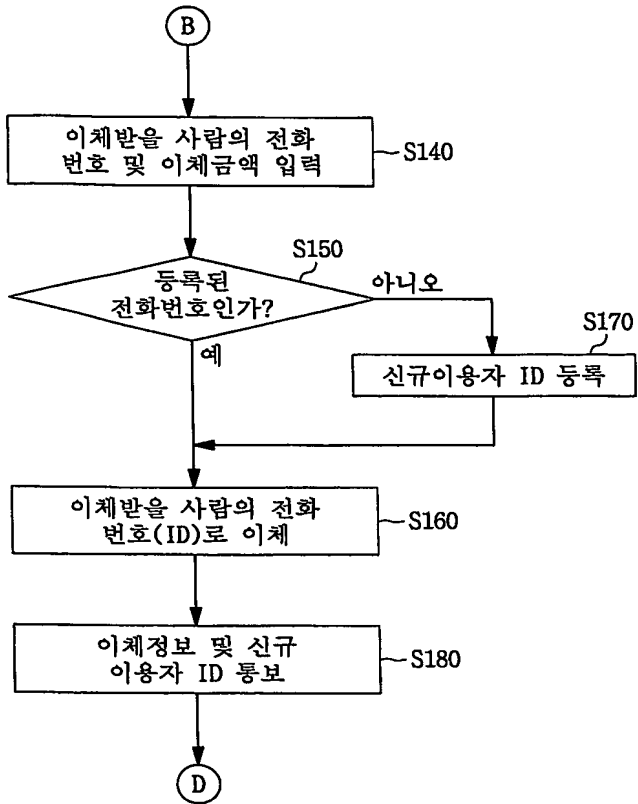 B
이체받을 사람의 전화
번호 및 이체금액 입력
S140
S150
등록된
전화번호인가?
아니오
예
S170
신규이용자 ID 등록
이체받을 사람의 전화
번호(ID)로 이체
S160
이체정보 및 신규
이용자 ID 통보
S180
D